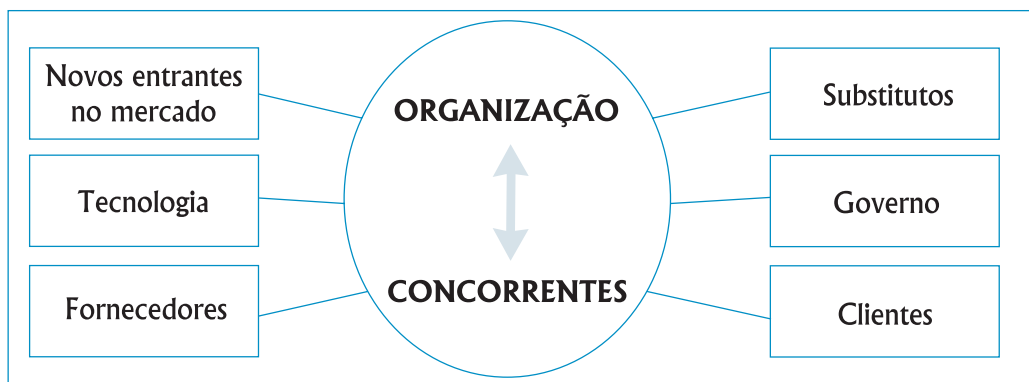 Novos entrantes
no mercado
Tecnologia
Fornecedores
ORGANIZAÇÃO
CONCORRENTES
Substitutos
Governo
Clientes